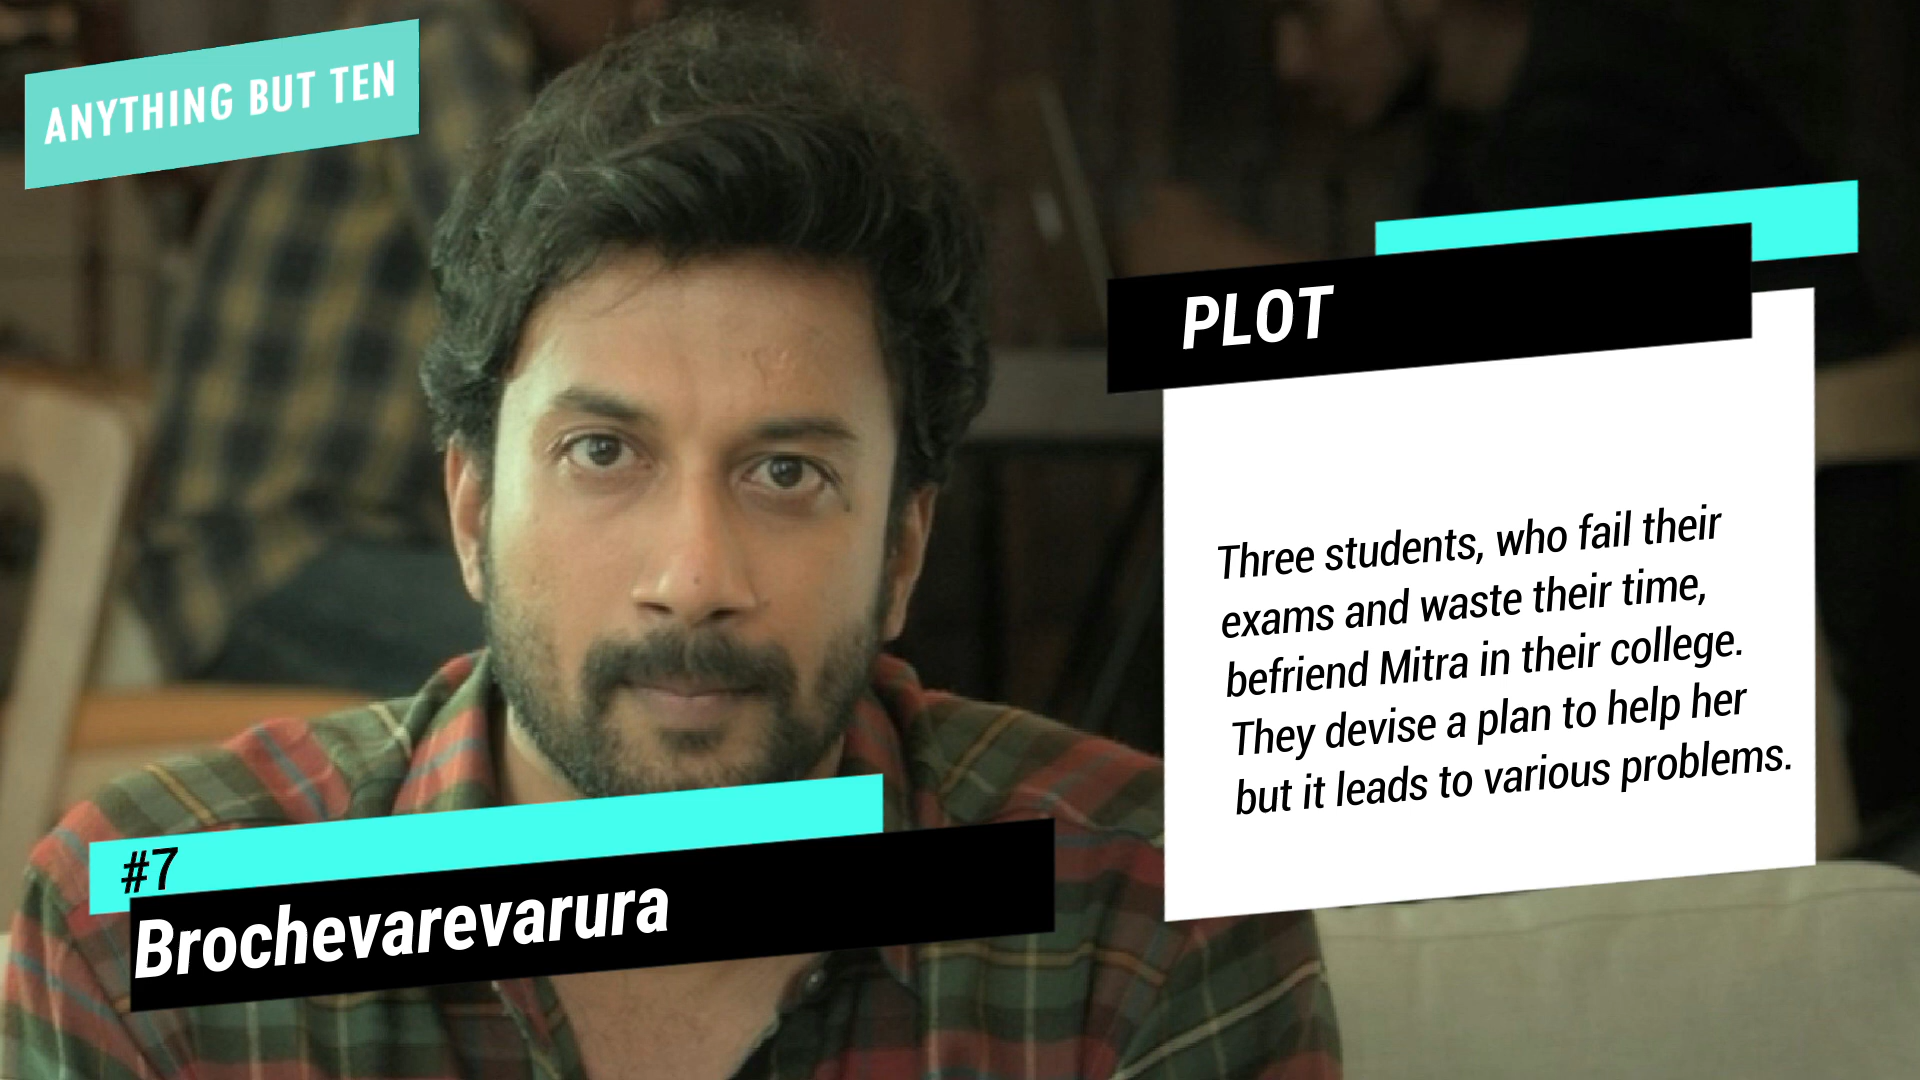 ANYTHING BUT TEN
PLOT
Three students, who fail their
exams and waste their time,
befriend Mitra in their college.
They devise a plan to help her
but it leads to various problems.
#7
Brochevarevarura